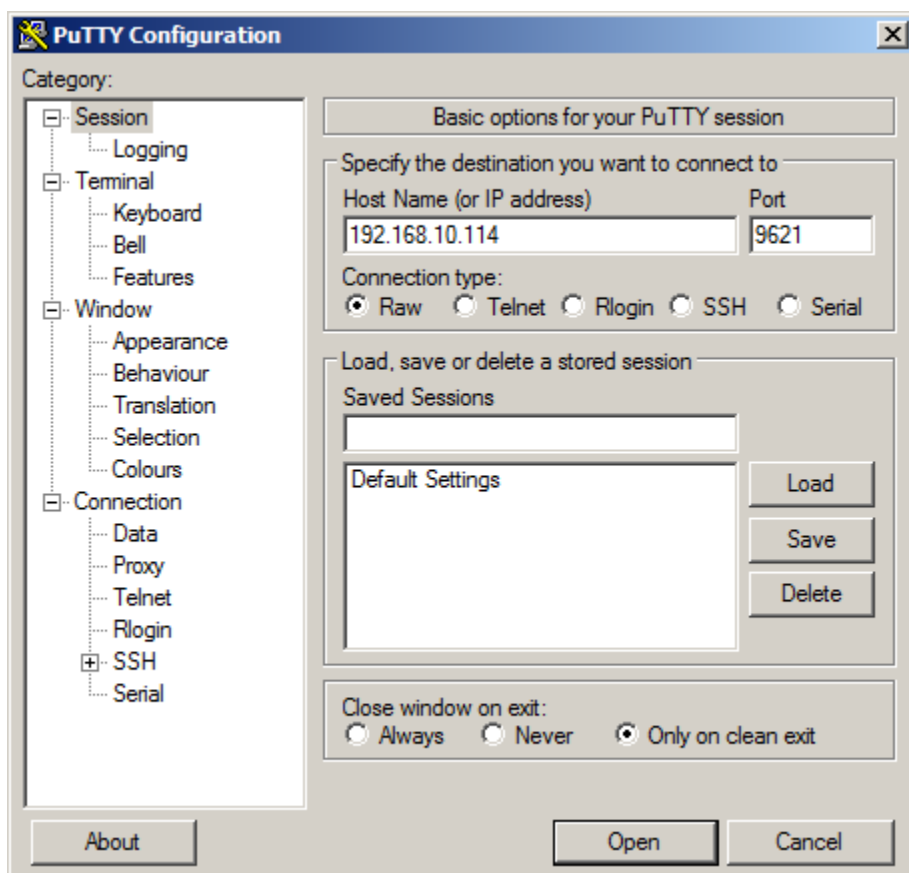 PuTTY Configuration
Category:
Session
Logging
Terminal
Keyboard
Bell
Features
Window
Appearance
Behaviour
Translation
Selection
Colours
Connection
Data
Proxy
Telnet
Rlogin
SSH
Serial
Basic options for your PuTTY session
Specify the destination you want to connect to
Host Name (or IP address) Port
192.168.10.114 9621
Connection type:
Raw Telnet Rlogin SSH Serial
Load, save or delete a stored session
Saved Sessions
Default Settings
Load
Save
Delete
Close window on exit:
Always Never Only on clean exit
About Open Cancel